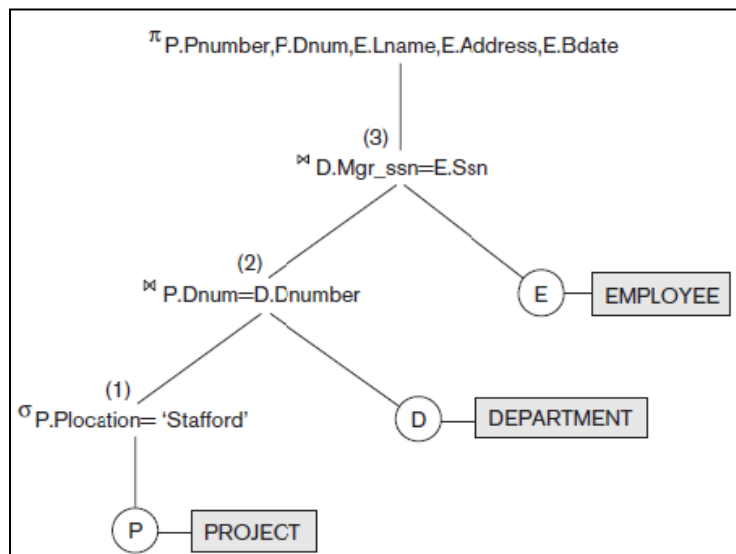 π P.Pnumber,P.Dnum,E.Lname,E.Address,E.Bdate
(3)
⋈ D.Mgr_ssn=E.Ssn
(2)
⋈ P.Dnum=D.Dnumber
E EMPLOYEE
(1)
σ P.Plocation= ‘Stafford’
D DEPARTMENT
P PROJECT